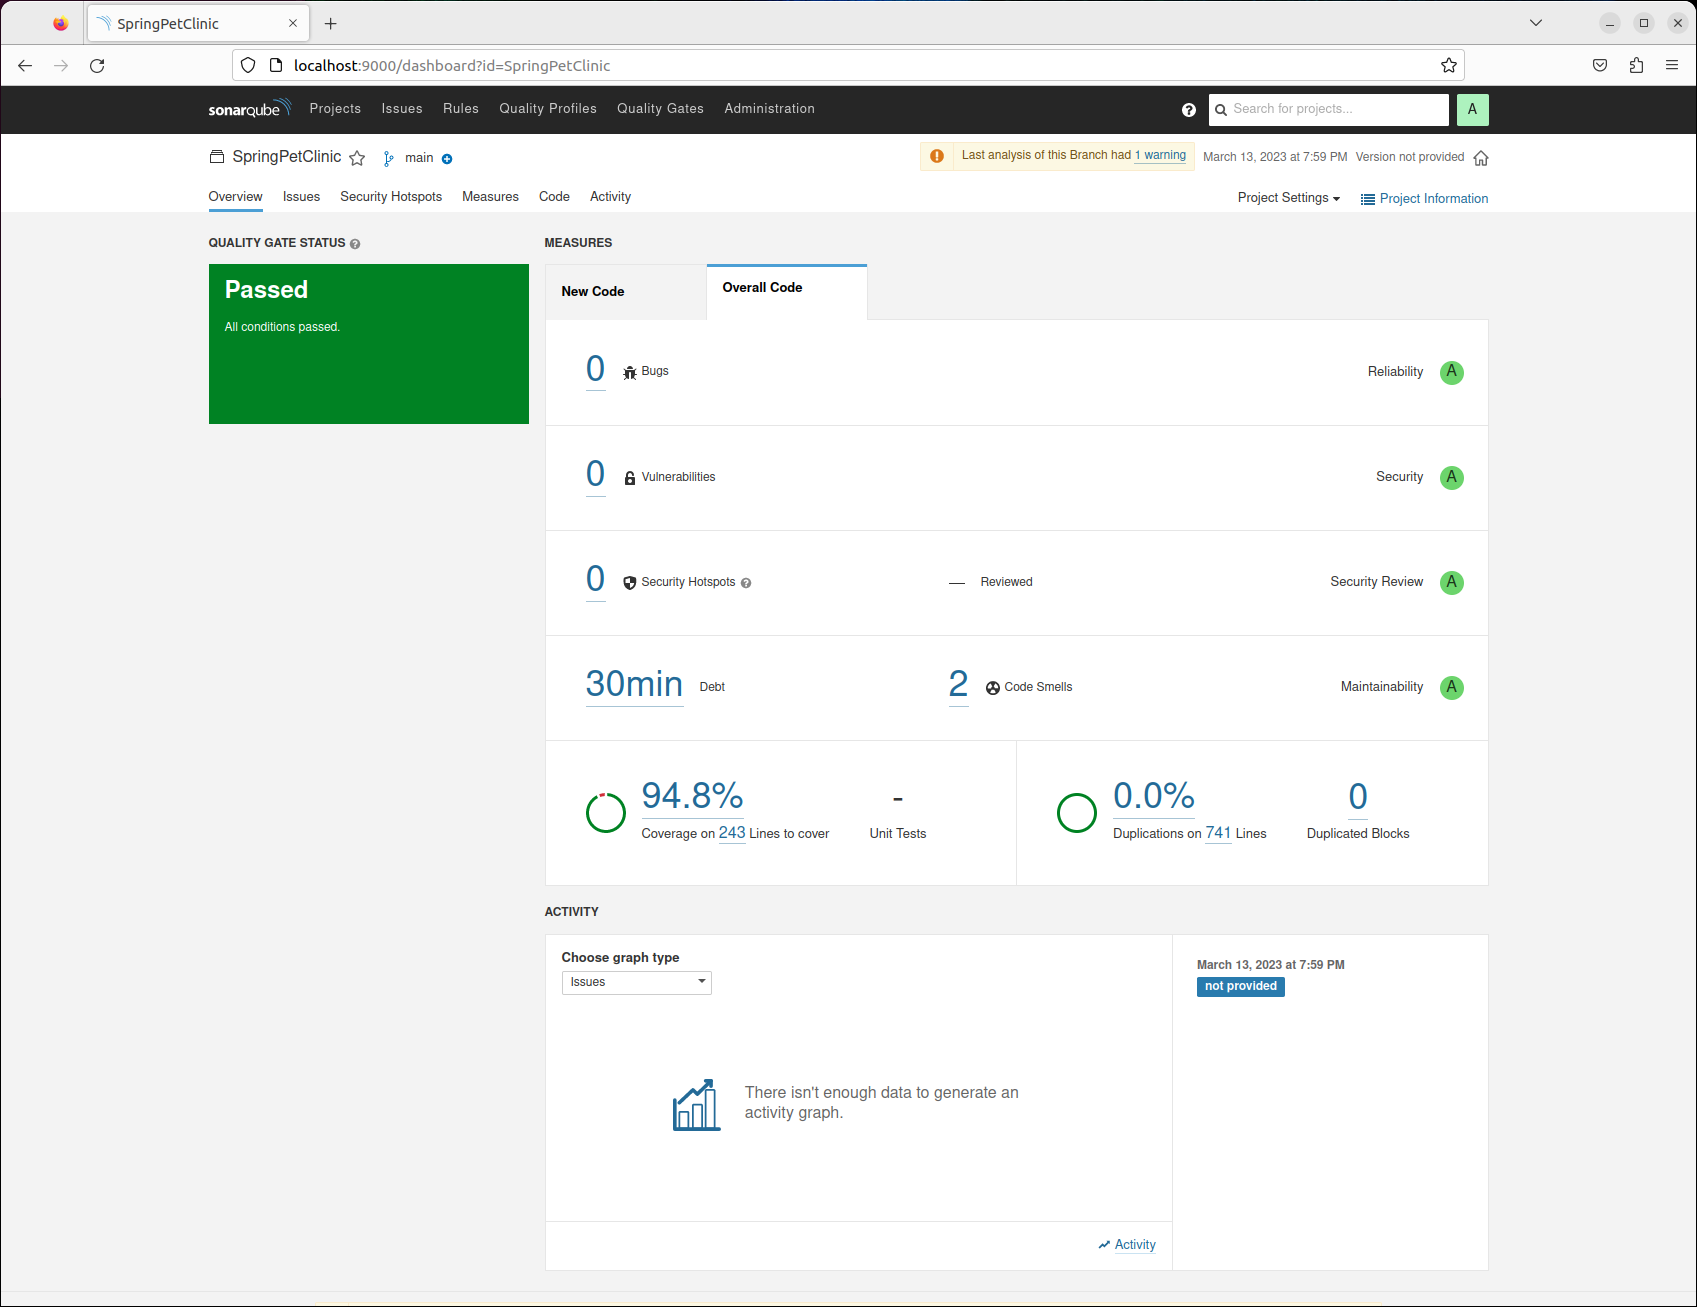 SpringPetClinic
localhost:9000/dashboard?id=SpringPetClinic
sonarqube Projects Issues Rules Quality Profiles Quality Gates Administration ? Search for projects... A
SpringPetClinic main Last analysis of this Branch had 1 warning March 13, 2023 at 7:59 PM Version not provided
Overview Issues Security Hotspots Measures Code Activity Project Settings Project Information
QUALITY GATE STATUS ?
Passed
All conditions passed.
MEASURES
New Code Overall Code
0 Bugs Reliability A
0 Vulnerabilities Security A
0 Security Hotspots ? — Reviewed Security Review A
30min Debt 2 Code Smells Maintainability A
94.8% - 0.0% 0
Coverage on 243 Lines to cover Unit Tests Duplications on 741 Lines Duplicated Blocks
ACTIVITY
Choose graph type
Issues
There isn't enough data to generate an
activity graph.
Activity
March 13, 2023 at 7:59 PM
not provided